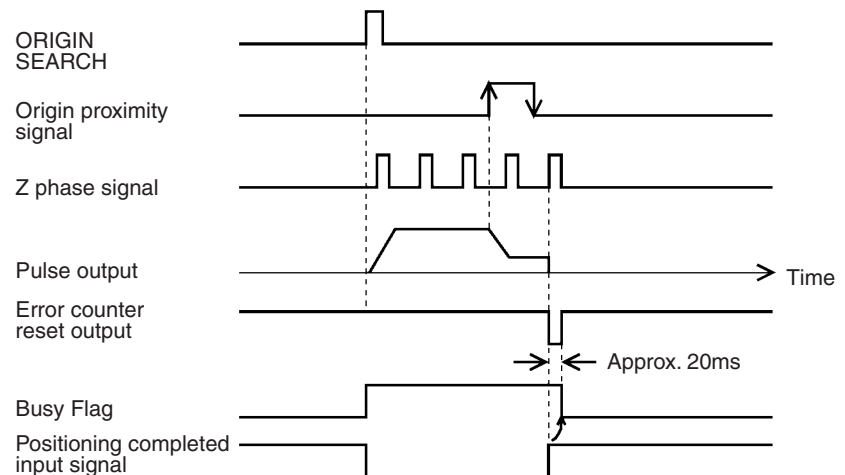 ORIGIN
SEARCH
Origin proximity
signal
Z phase signal
Pulse output
Time
Error counter
reset output
Approx. 20ms
Busy Flag
Positioning completed
input signal